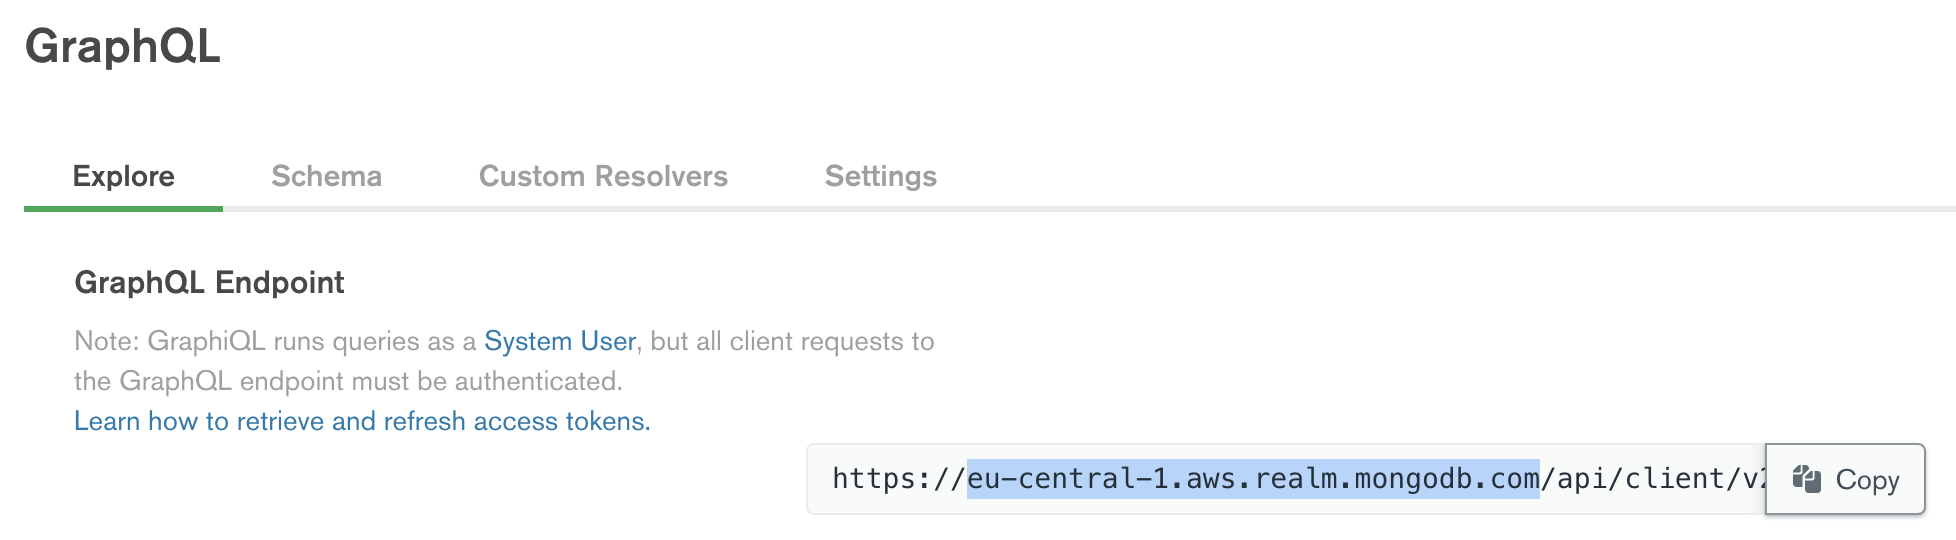 GraphQL
Explore Schema Custom Resolvers Settings
GraphQL Endpoint
Note: GraphiQL runs queries as a System User, but all client requests to
the GraphQL endpoint must be authenticated.
Learn how to retrieve and refresh access tokens.
https://eu-central-1.aws.realm.mongodb.com/api/client/v2 Copy